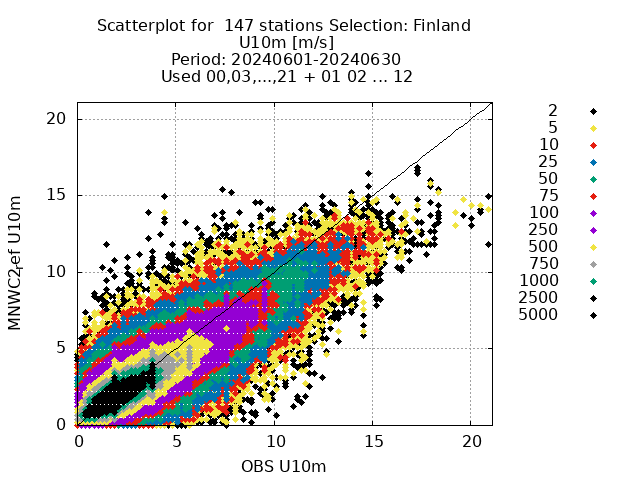 Scatterplot for  147 stations Selection: Finland
U10m [m/s]
Period: 20240601-20240630
Used 00,03,...,21 + 01 02 ... 12
20
15
10
5
0
0 5 10 15 20
MNWC2ref U10m
OBS U10m
2
5
10
25
50
75
100
250
500
750
1000
2500
5000